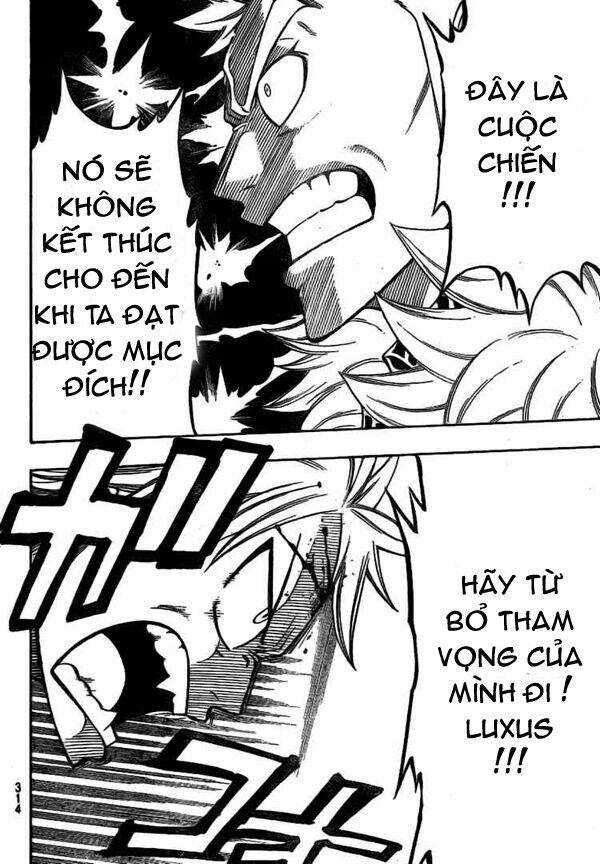 ĐÂY LÀ
CUỘC
CHIẾN
!!!
NÓ SẼ
KHÔNG
KẾT THÚC
CHO ĐẾN
KHI TA ĐẠT
ĐƯỢC MỤC
ĐÍCH!!
HÃY TỪ
BỎ THAM
VỌNG CỦA
MÌNH ĐI !
LUXUS
!!!
ガ
314